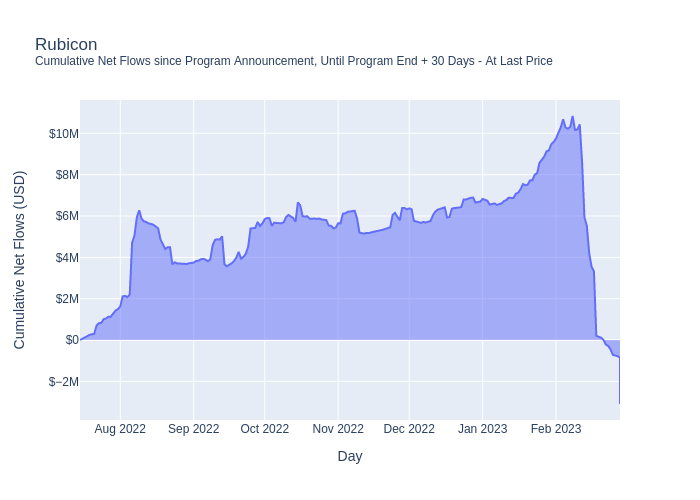 Rubicon
Cumulative Net Flows since Program Announcement, Until Program End + 30 Days - At Last Price
Cumulative Net Flows (USD)
$10M
$8M
$6M
$4M
$2M
$0
$−2M
Aug 2022 Sep 2022 Oct 2022 Nov 2022 Dec 2022 Jan 2023 Feb 2023
Day